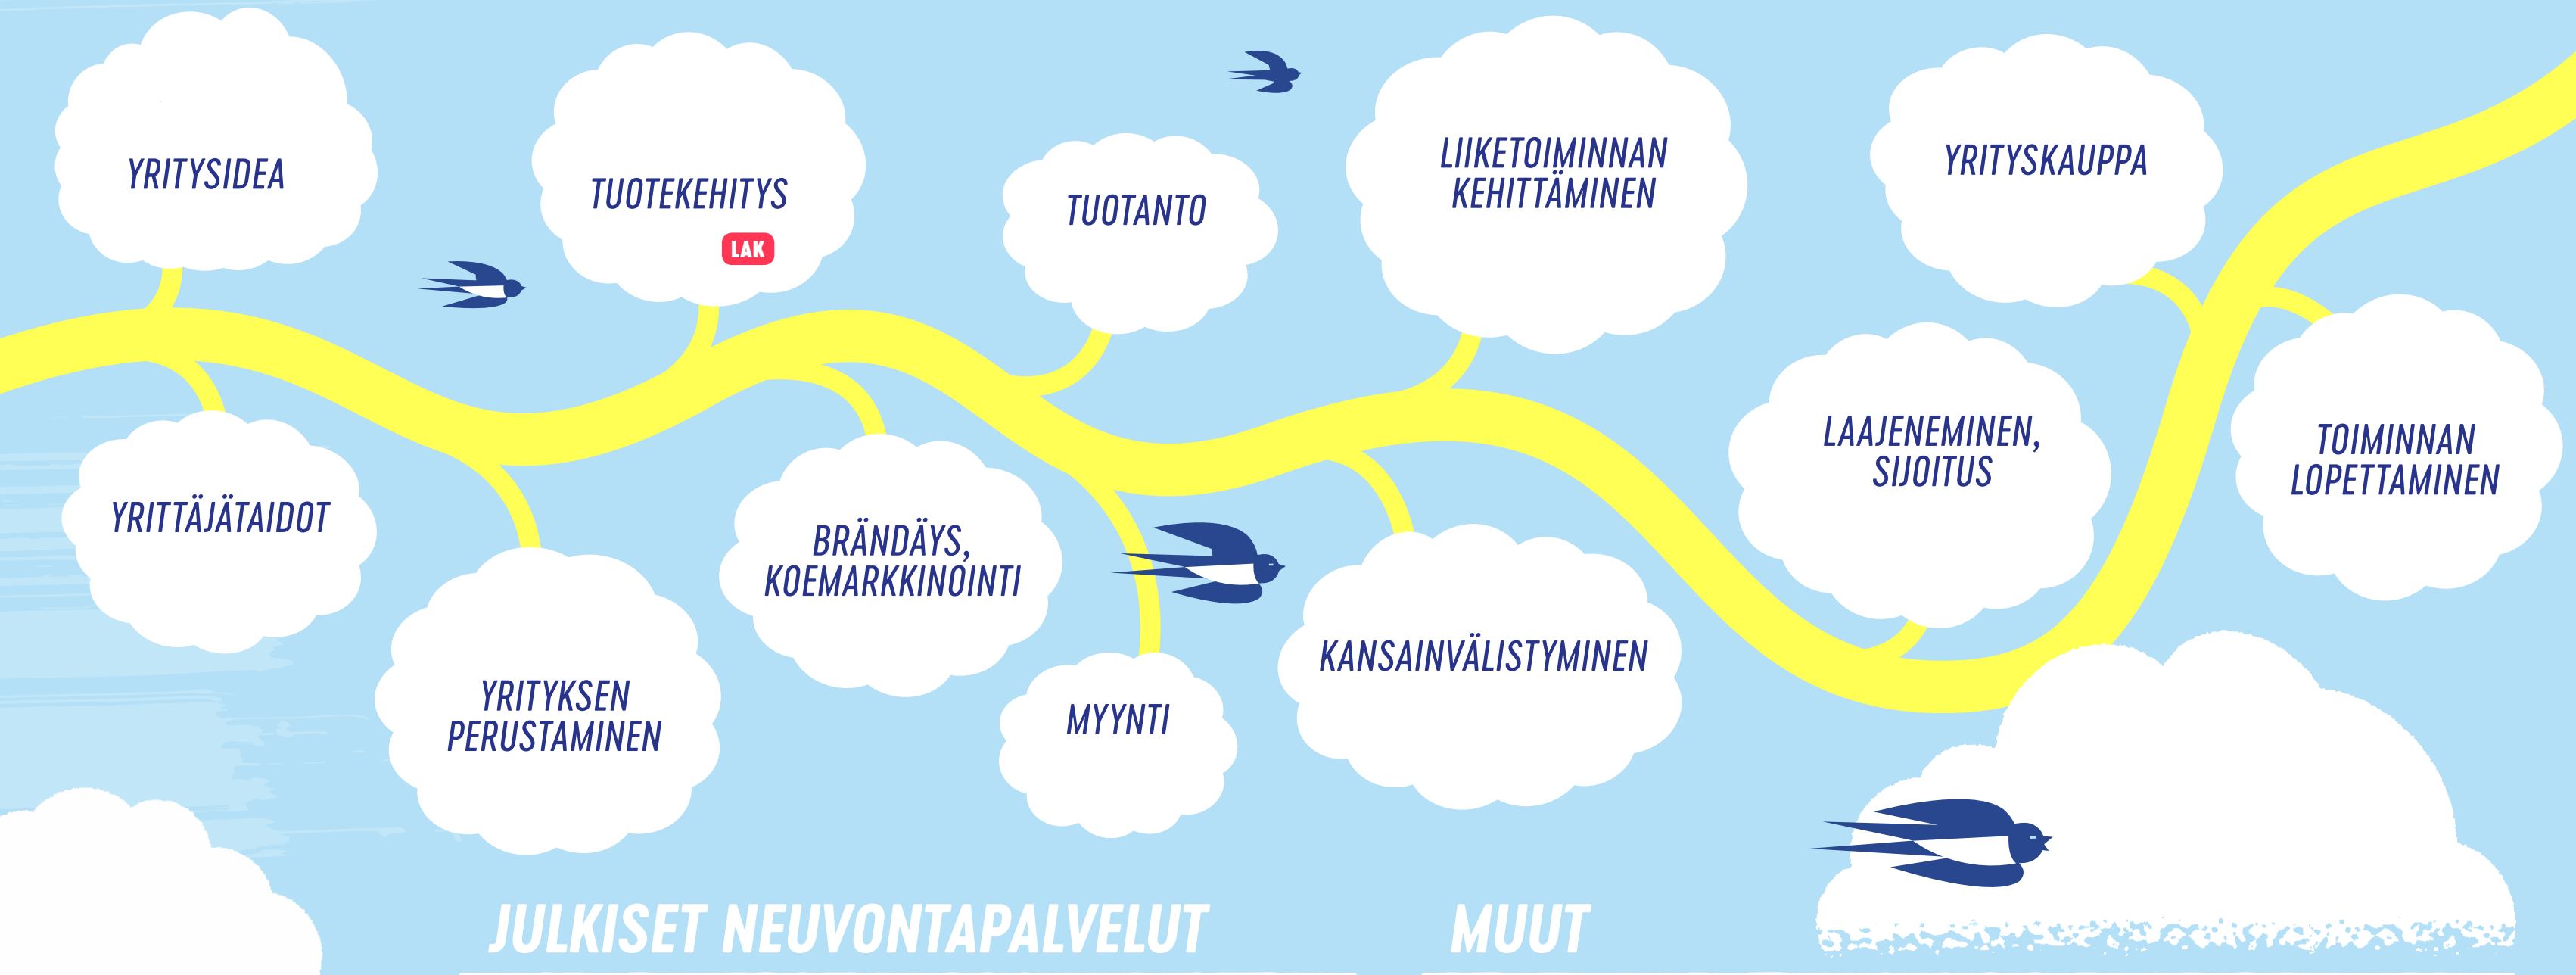 YRITYSIDEA
TUOTEKEHITYS
LAK
TUOTANTO
LIIKETOIMINNAN
KEHITTÄMINEN
YRITYSKAUPPA
YRITTÄJÄTAIDOT
YRITYKSEN
PERUSTAMINEN
BRÄNDÄYS,
KOEMARKKINOINTI
MYYNTI
KANSAINVÄLISTYMINEN
LAAJENEMINEN,
SIJOITUS
TOIMINNAN
LOPETTAMINEN
JULKISET NEUVONTAPALVELUT
MUUT